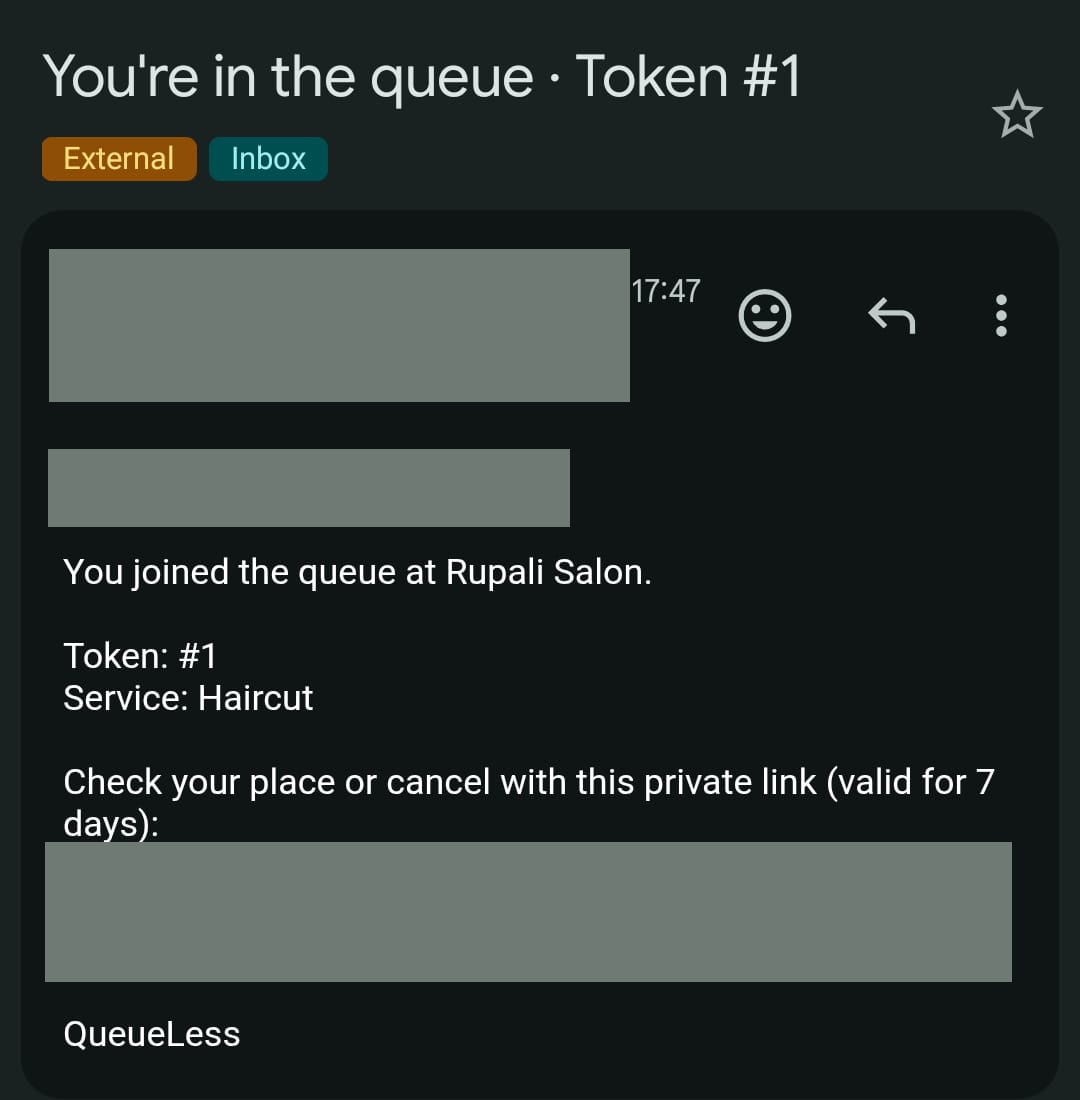 You're in the queue · Token #1
External
Inbox
17:47
You joined the queue at Rupali Salon.
Token: #1
Service: Haircut
Check your place or cancel with this private link (valid for 7
days):
QueueLess